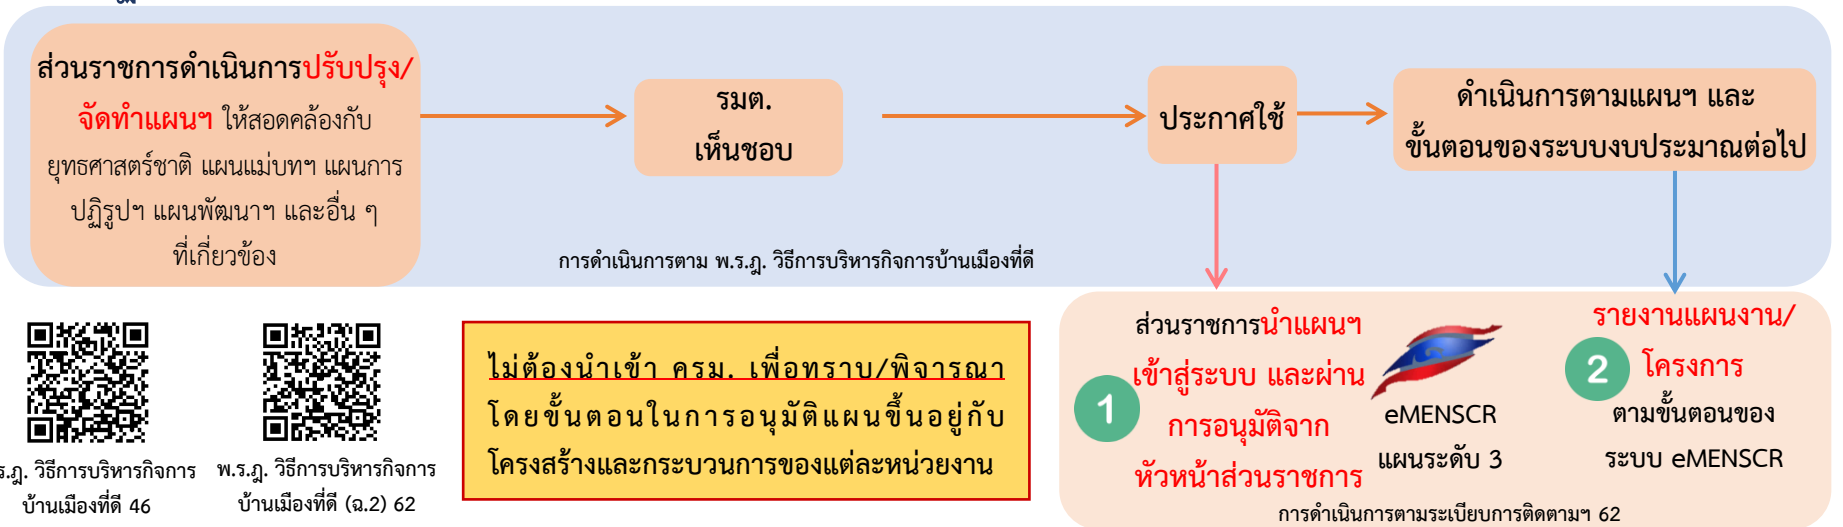 ส่วนราชการดำเนินการปรับปรุง/
จัดทำแผนฯ ให้สอดคล้องกับ
ยุทธศาสตร์ชาติ แผนแม่บทฯ แผนการ
ปฏิรูปฯ แผนพัฒนาฯ และอื่น ๆ
ที่เกี่ยวข้อง
รมต.
เห็นชอบ
ประกาศใช้
ดำเนินการตามแผนฯ และ
ขั้นตอนของระบบงบประมาณต่อไป
การดำเนินการตาม พ.ร.ฎ. วิธีการบริหารกิจการบ้านเมืองที่ดี
ร.ฎ. วิธีการบริหารกิจการ
บ้านเมืองที่ดี 46
พ.ร.ฎ. วิธีการบริหารกิจการ
บ้านเมืองที่ดี (ฉ.2) 62
ไม่ต้องนำเข้า ครม. เพื่อทราบ/พิจารณา
โดยขั้นตอนในการอนุมัติแผนขึ้นอยู่กับ
โครงสร้างและกระบวนการของแต่ละหน่วยงาน
1
ส่วนราชการนำแผนฯ
เข้าสู่ระบบ และผ่าน
การอนุมัติจาก
หัวหน้าส่วนราชการ
eMENSCR
แผนระดับ 3
2
รายงานแผนงาน/
โครงการ
ตามขั้นตอนของ
ระบบ eMENSCR
การดำเนินการตามระเบียบการติดตามฯ 62